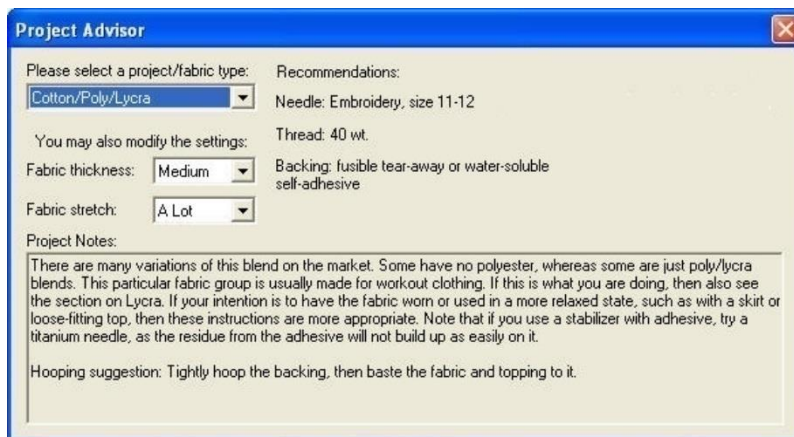 Project Advisor
Please select a project/fabric type:
Cotton/Poly/Lycra
You may also modify the settings:
Fabric thickness: Medium
Fabric stretch: A Lot
Recommendations:
Needle: Embroidery, size 11-12
Thread: 40 wt.
Backing: fusible tear-away or water-soluble
self-adhesive
Project Notes:
There are many variations of this blend on the market. Some have no polyester, whereas some are just poly/lycra
blends. This particular fabric group is usually made for workout clothing. If this is what you are doing, then also see
the section on Lycra. If your intention is to have the fabric worn or used in a more relaxed state, such as with a skirt or
loose-fitting top, then these instructions are more appropriate. Note that if you use a stabilizer with adhesive, try a
titanium needle, as the residue from the adhesive will not build up as easily on it.
Hooping suggestion: Tightly hoop the backing, then baste the fabric and topping to it.